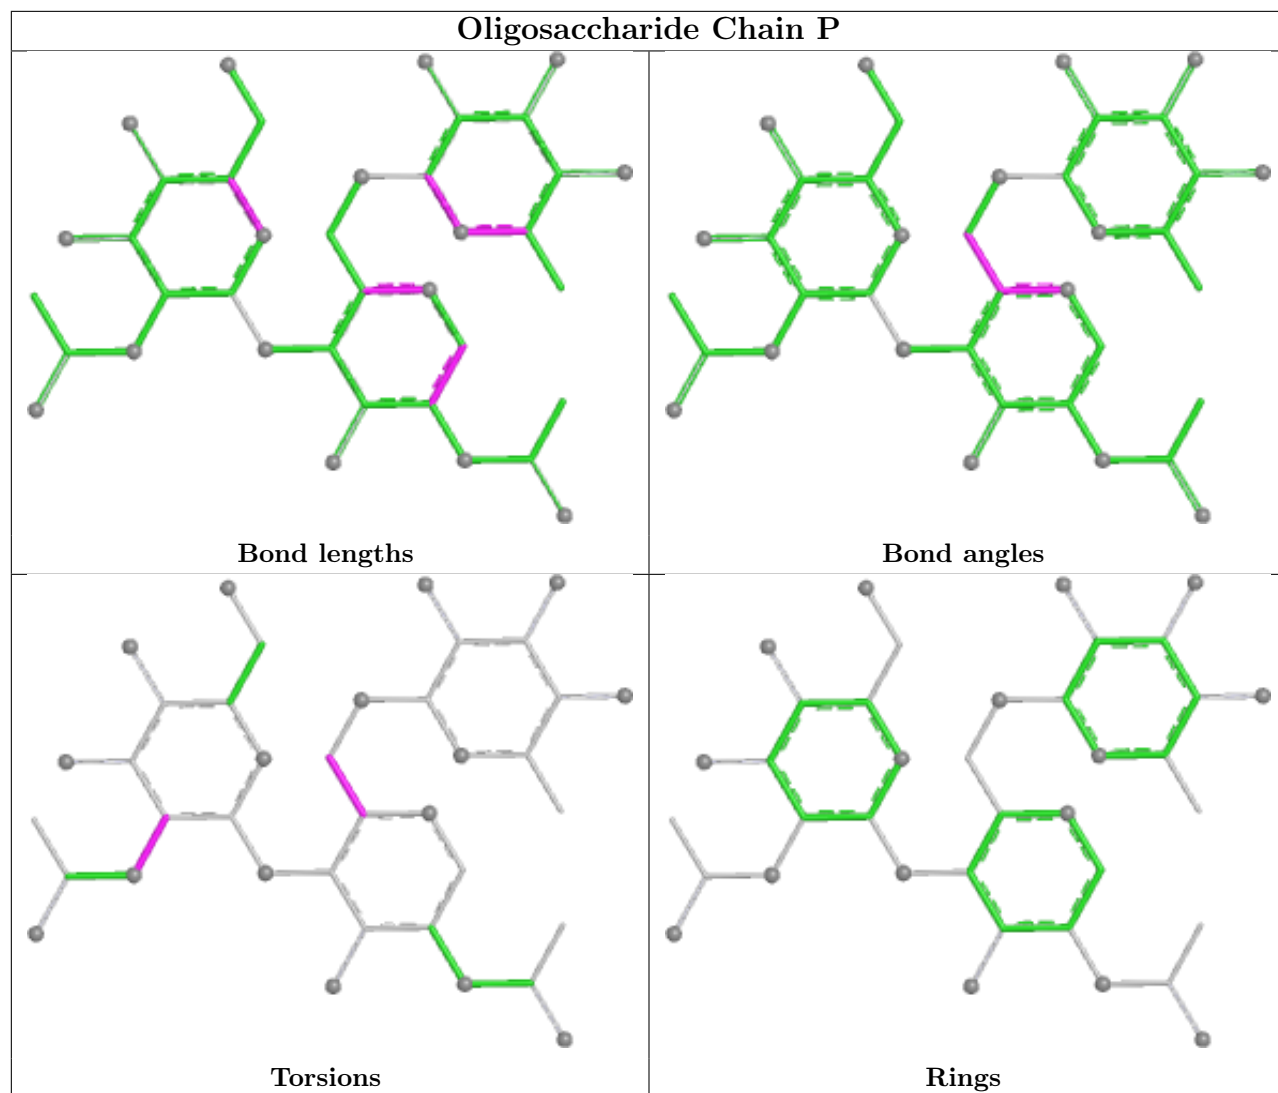 Oligosaccharide Chain P
Bond lengths
Bond angles
Torsions
Rings